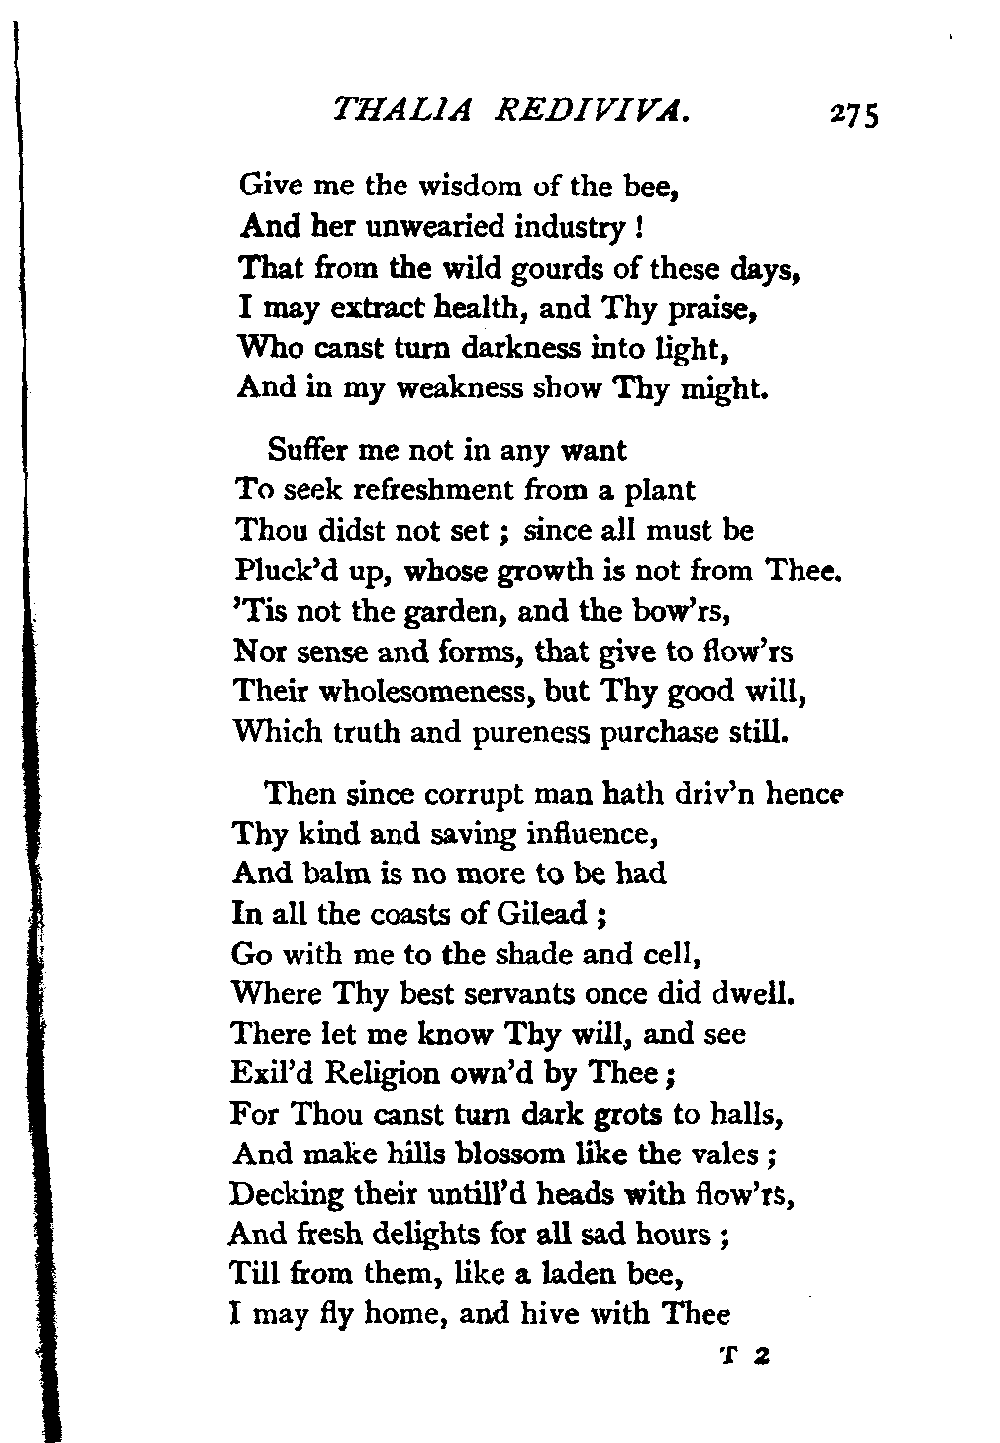 THALIA REDIVIVA. 275
Give me the wisdom of the bee,
And her unwearied industry !
That from the wild gourds of these days,
I may extract health, and Thy praise,
Who canst turn darkness into light,
And in my weakness show Thy might.
Suffer me not in any want
To seek refreshment from a plant
Thou didst not set ; since all must be
Pluck'd up, whose growth is not from Thee.
'Tis not the garden, and the bow'rs,
Nor sense and forms, that give to flow'rs
Their wholesomeness, but Thy good will,
Which truth and pureness purchase still.
Then since corrupt man hath driv'n hence
Thy kind and saving influence,
And balm is no more to be had
In all the coasts of Gilead ;
Go with me to the shade and cell,
Where Thy best servants once did dwell.
There let me know Thy will, and see
Exil'd Religion own'd by Thee ;
For Thou canst turn dark grots to halls,
And make hills blossom like the vales ;
Decking their untill'd heads with flow'rs,
And fresh delights for all sad hours ;
Till from them, like a laden bee,
I may fly home, and hive with Thee
T 2